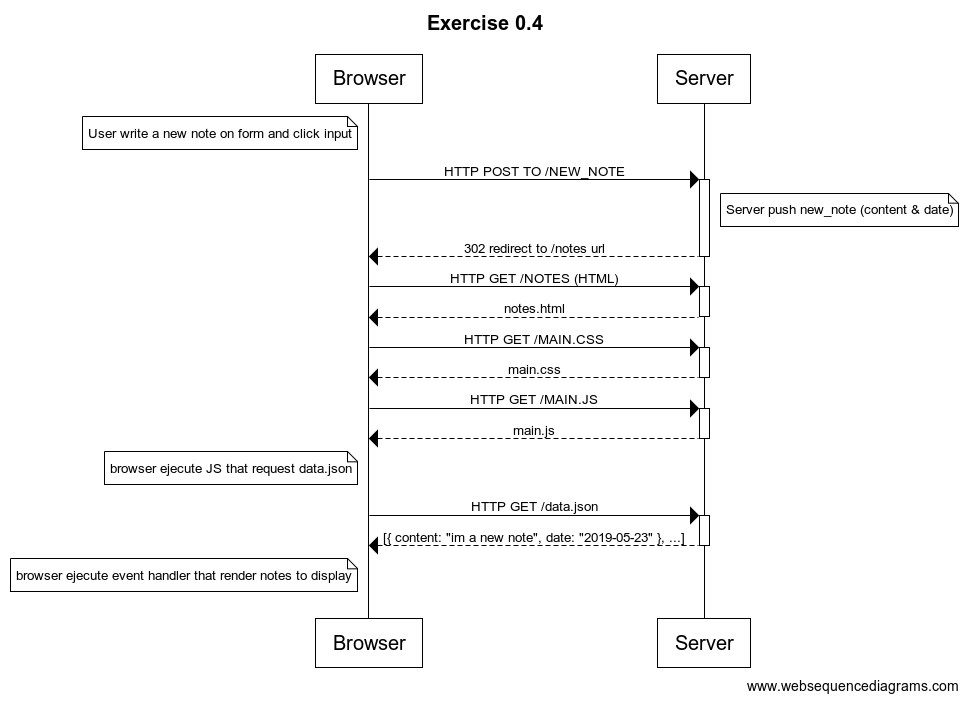 Exercise 0.4
Browser
Server
User write a new note on form and click input
HTTP POST TO /NEW_NOTE
Server push new_note (content & date)
302 redirect to /notes url
HTTP GET /NOTES (HTML)
notes.html
HTTP GET /MAIN.CSS
main.css
HTTP GET /MAIN.JS
main.js
browser ejecute JS that request data.json
HTTP GET /data.json
[{ content: "im a new note", date: "2019-05-23" }, ...]
browser ejecute event handler that render notes to display
Browser
Server
www.websequencediagrams.com